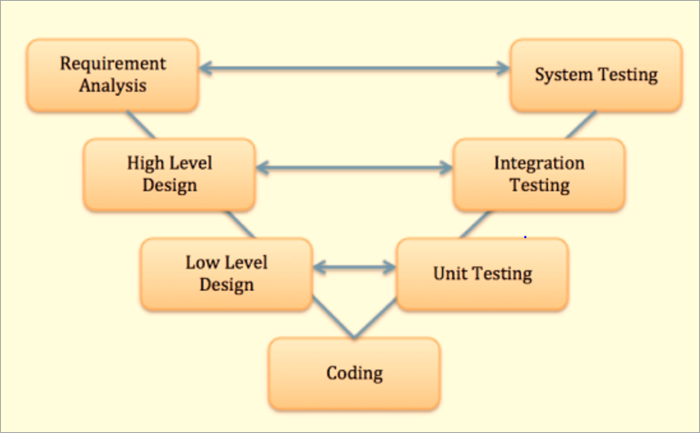 Requirement
Analysis
System Testing
High Level
Design
Integration
Testing
Low Level
Design
Unit Testing
Coding